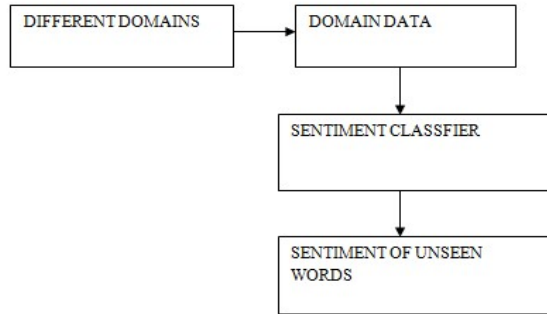 DIFFERENT DOMAINS
DOMAIN DATA
SENTIMENT CLASSFIER
SENTIMENT OF UNSEEN
WORDS